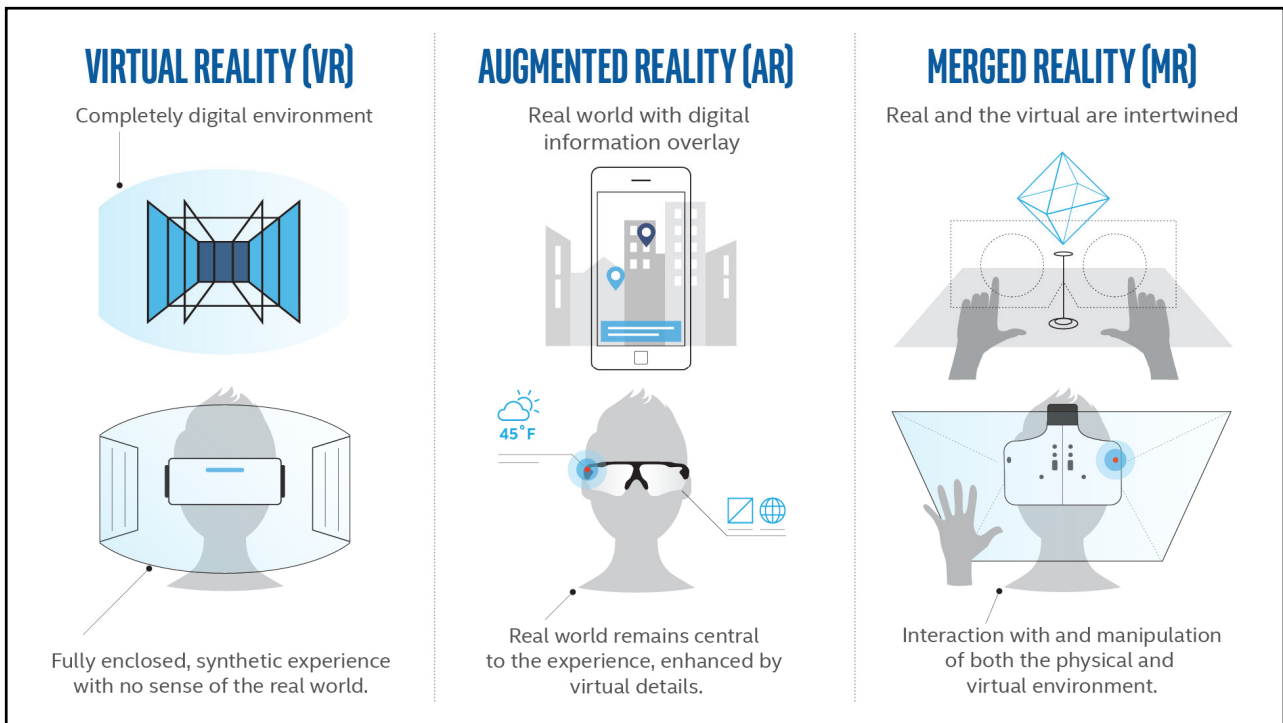 VIRTUAL REALITY (VR)
Completely digital environment
Fully enclosed, synthetic experience
with no sense of the real world.
AUGMENTED REALITY (AR)
Real world with digital
information overlay
45°F
Real world remains central
to the experience, enhanced by
virtual details.
MERGED REALITY (MR)
Real and the virtual are intertwined
Interaction with and manipulation
of both the physical and
virtual environment.